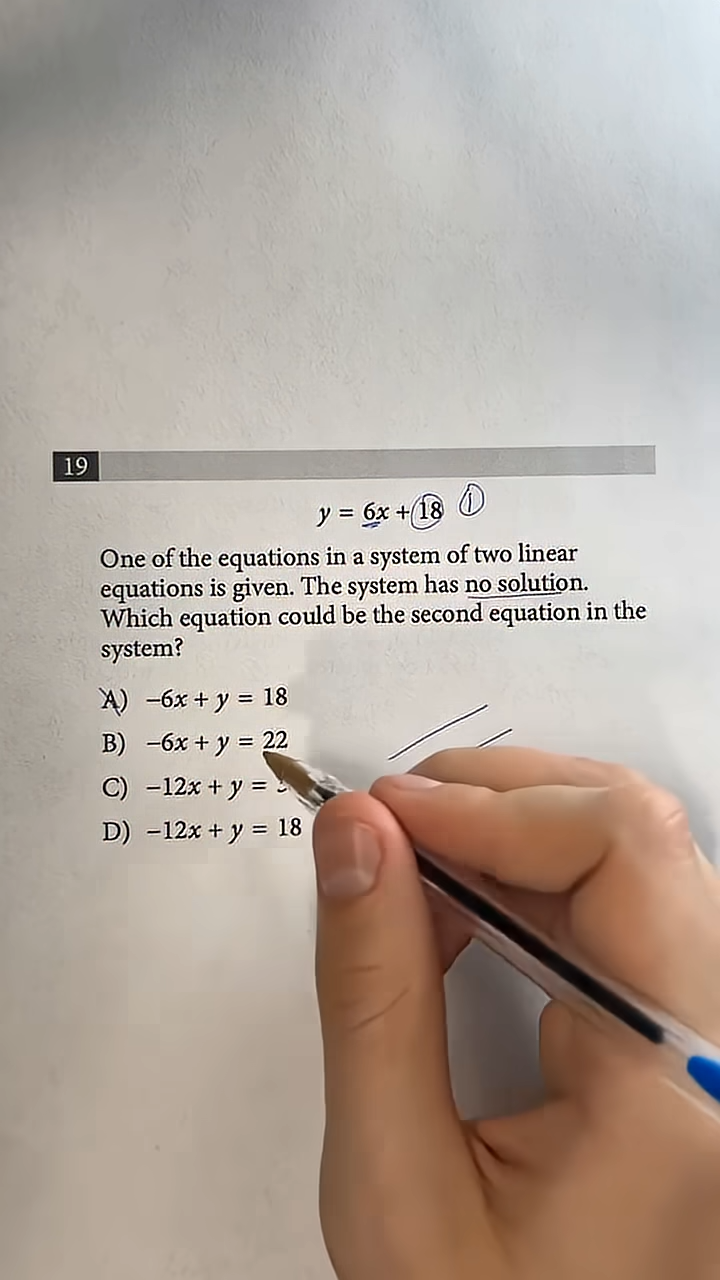 19
y = 6x + 18 1
One of the equations in a system of two linear
equations is given. The system has no solution.
Which equation could be the second equation in the
system?
A) −6x + y = 18
B) −6x + y = 22
C) −12x + y =
D) −12x + y = 18